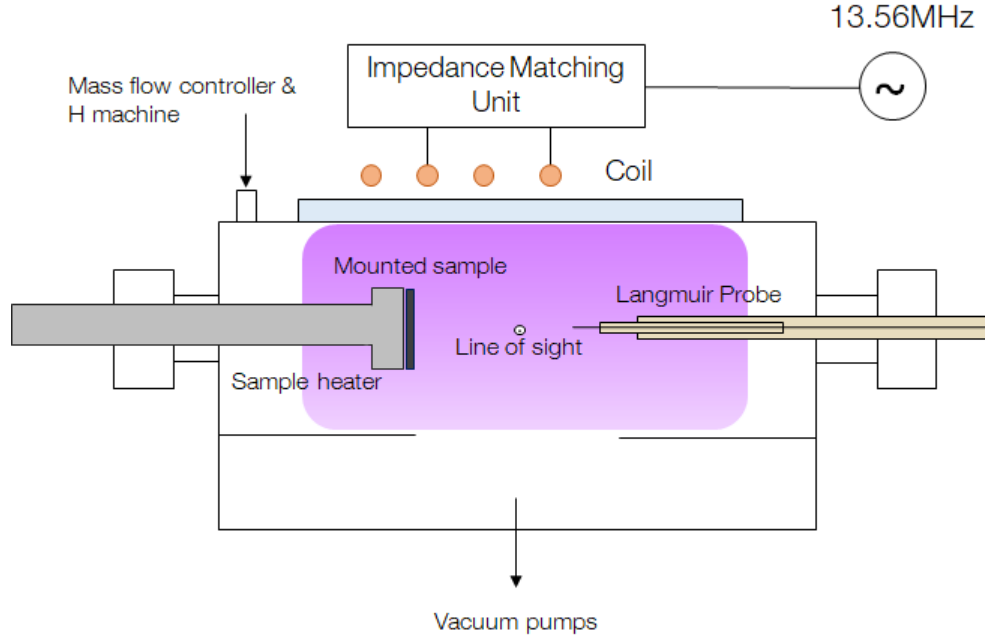 13.56MHz
Impedance Matching
Unit
~
Mass flow controller &
H machine
Coil
Mounted sample
Langmuir Probe
Line of sight
Sample heater
Vacuum pumps